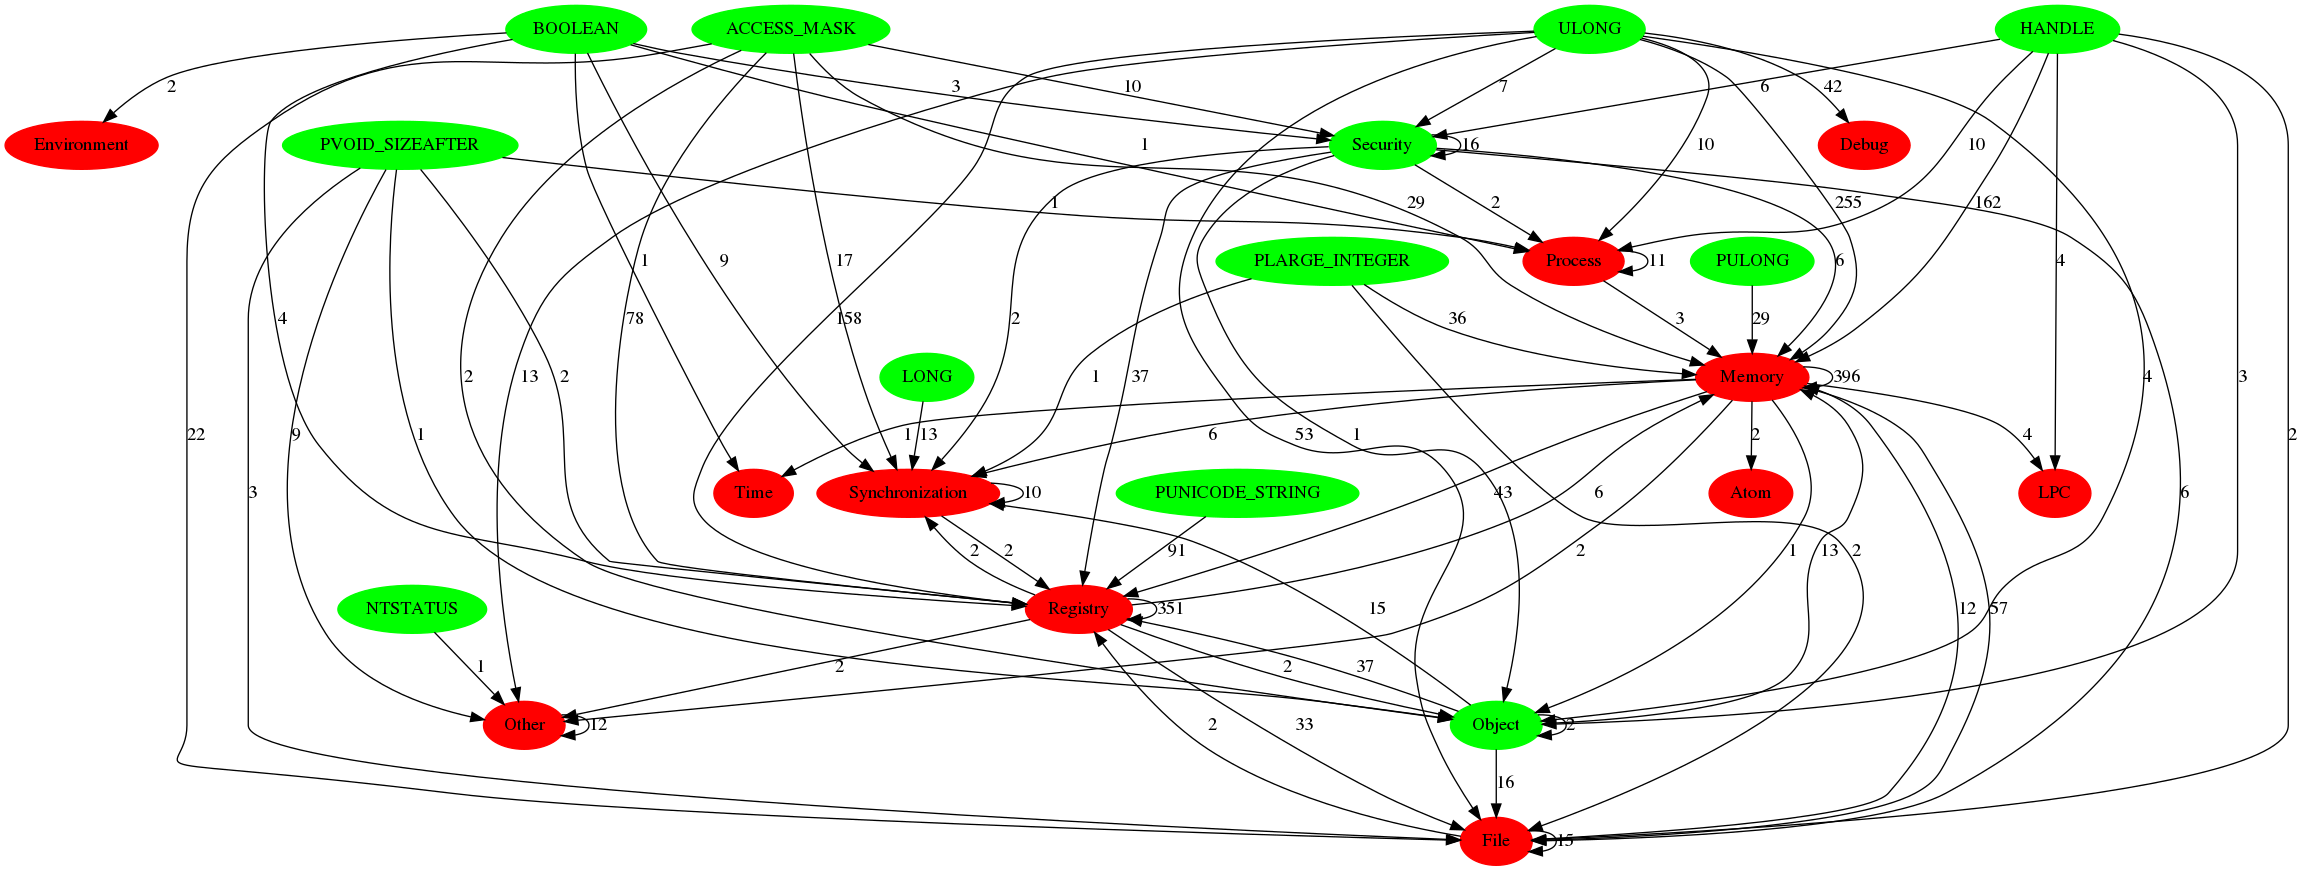 BOOLEAN ACCESS_MASK ULONG HANDLE
2 3 10 7 6 42
Environment PVOID_SIZEAFTER 1 Security 16 10 Debug 10
1 29 2 255 162
1 9 17 PLARGE_INTEGER Process 11 PULONG 6 4
4 78 158 2 36 3 29
2 13 2 37 LONG 1 Memory 396 4 3
22 9 1 1 13 6 53 1 2 4 2
3 Time Synchronization 10 PUNICODE_STRING 43 6 Atom LPC 6
2 2 91 2 1 13 2
NTSTATUS Registry 351 15 12 57
1 2 2 37
Other 12 2 33 Object 2
16
File 15